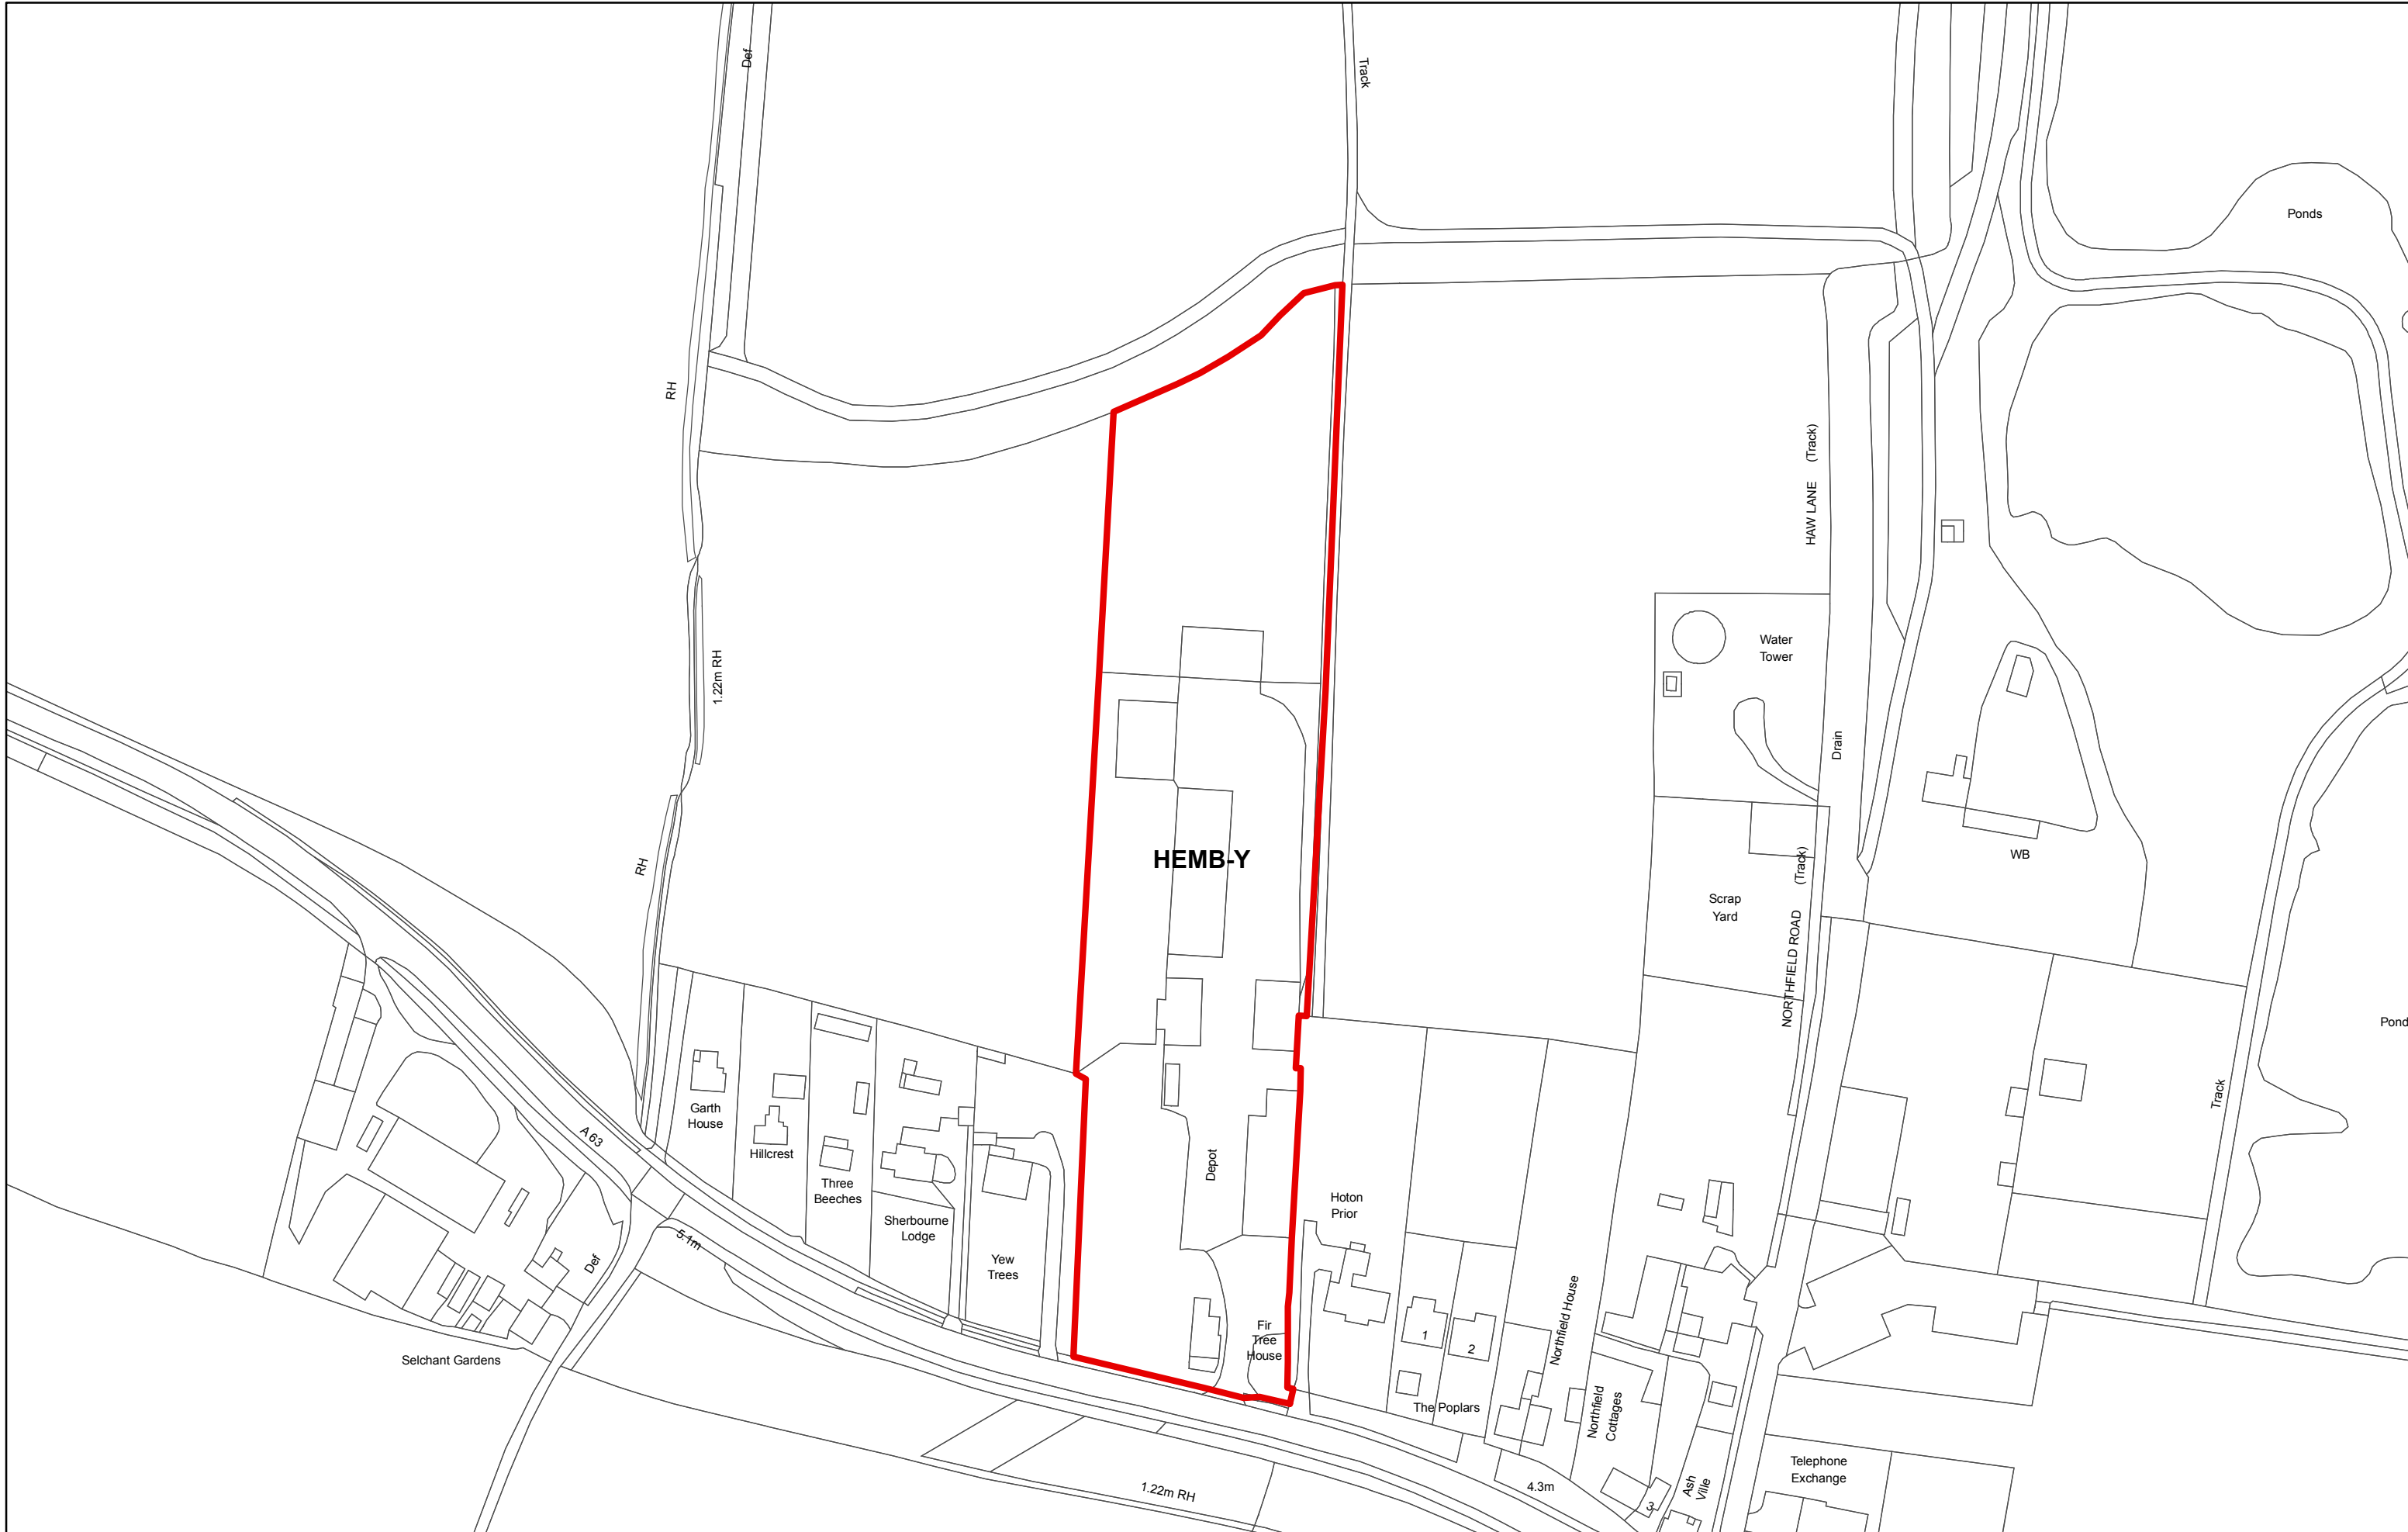 Def
Track
Ponds
RH
HAW LANE (Track)
1.22m RH
Water
Tower
Drain
HEMB-Y
RH
WB
(Track)
Scrap
Yard
NORTHFIELD ROAD
Pond
Track
Garth
House
A 63
Hillcrest
Three
Beeches
Depot
Hoton
Prior
Sherbourne
Lodge
5.1m
Yew
Trees
Def
Fir
Tree
House
1
2
Northfield House
Selchant Gardens
The Poplars
Northfield
Cottages
Telephone
Exchange
4.3m
1.22m RH
Ash
Ville
3